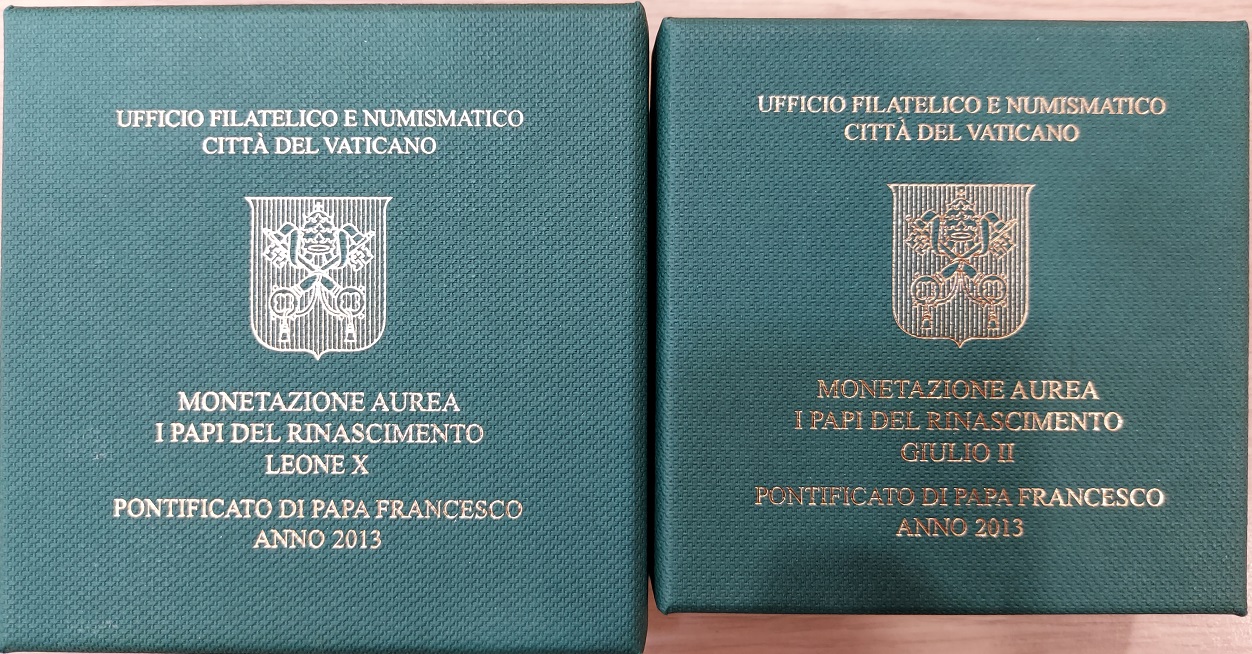 UFFICIO FILATELICO E NUMISMATICO
CITTÀ DEL VATICANO
MONETAZIONE AUREA
I PAPI DEL RINASCIMENTO
LEONE X
PONTIFICATO DI PAPA FRANCESCO
ANNO 2013
UFFICIO FILATELICO E NUMISMATICO
CITTÀ DEL VATICANO
MONETAZIONE AUREA
I PAPI DEL RINASCIMENTO
GIULIO II
PONTIFICATO DI PAPA FRANCESCO
ANNO 2013